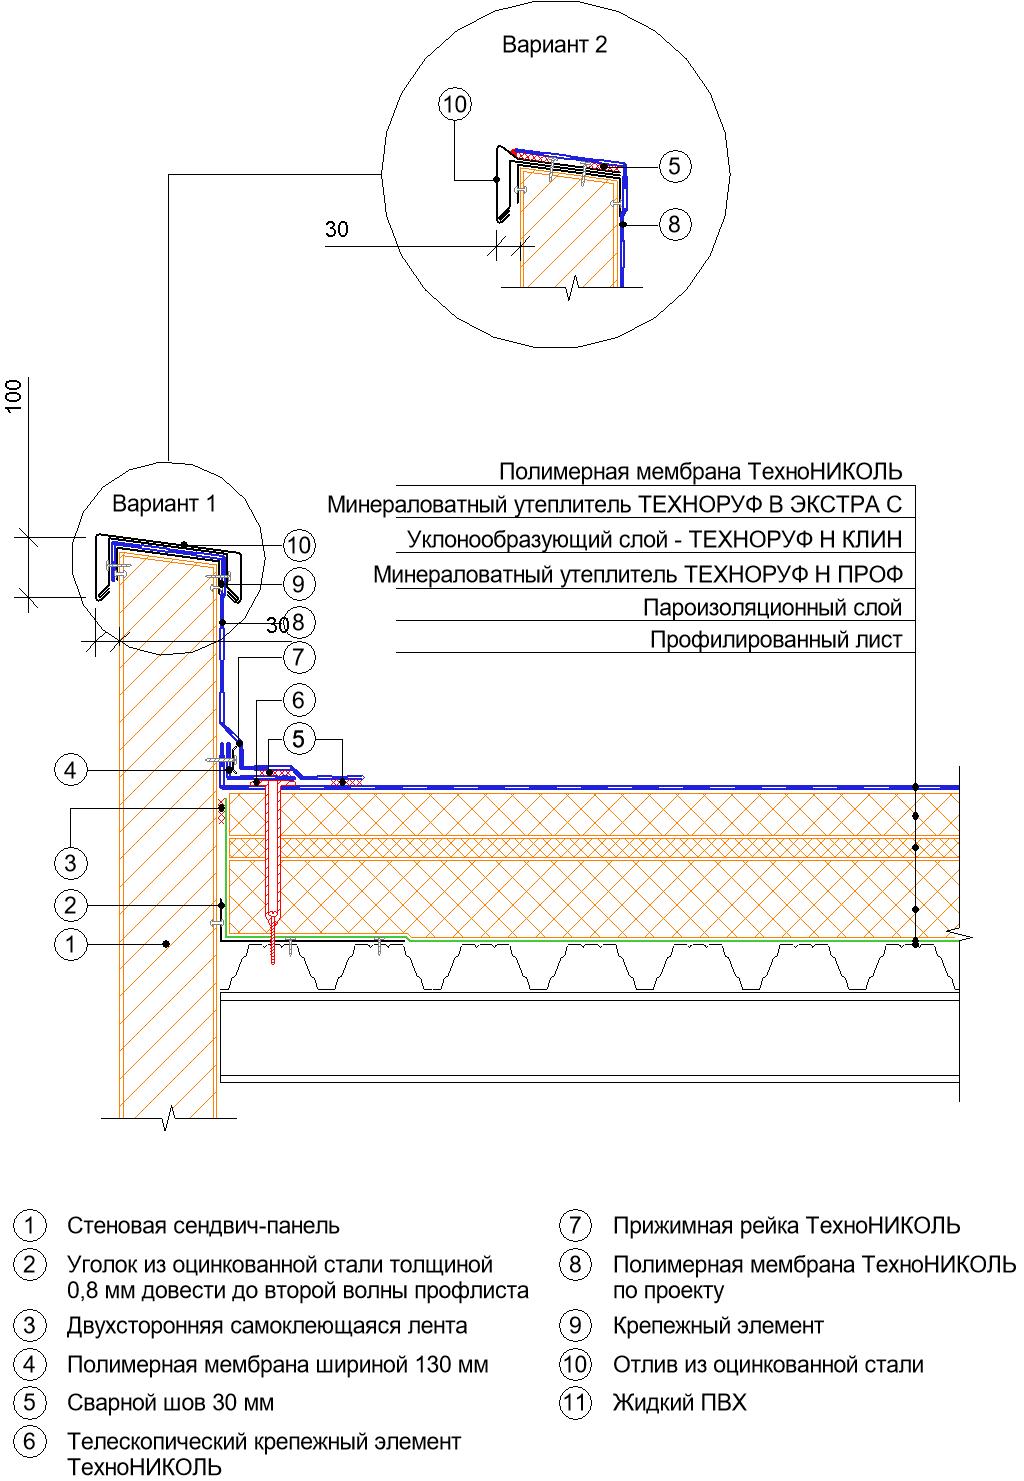 Вариант 2
10
5
8
30
100
Вариант 1
10
9
8
30
7
6
5
4
3
2
1
Полимерная мембрана ТехноНИКОЛЬ
Минераловатный утеплитель ТЕХНОРУФ В ЭКСТРА С
Уклонообразующий слой - ТЕХНОРУФ Н КЛИН
Минераловатный утеплитель ТЕХНОРУФ Н ПРОФ
Пароизоляционный слой
Профилированный лист
1 Стеновая сендвич-панель
2 Уголок из оцинкованной стали толщиной
0,8 мм довести до второй волны профлиста
3 Двухсторонняя самоклеющаяся лента
4 Полимерная мембрана шириной 130 мм
5 Сварной шов 30 мм
6 Телескопический крепежный элемент
ТехноНИКОЛЬ
7 Прижимная рейка ТехноНИКОЛЬ
8 Полимерная мембрана ТехноНИКОЛЬ
по проекту
9 Крепежный элемент
10 Отлив из оцинкованной стали
11 Жидкий ПВХ